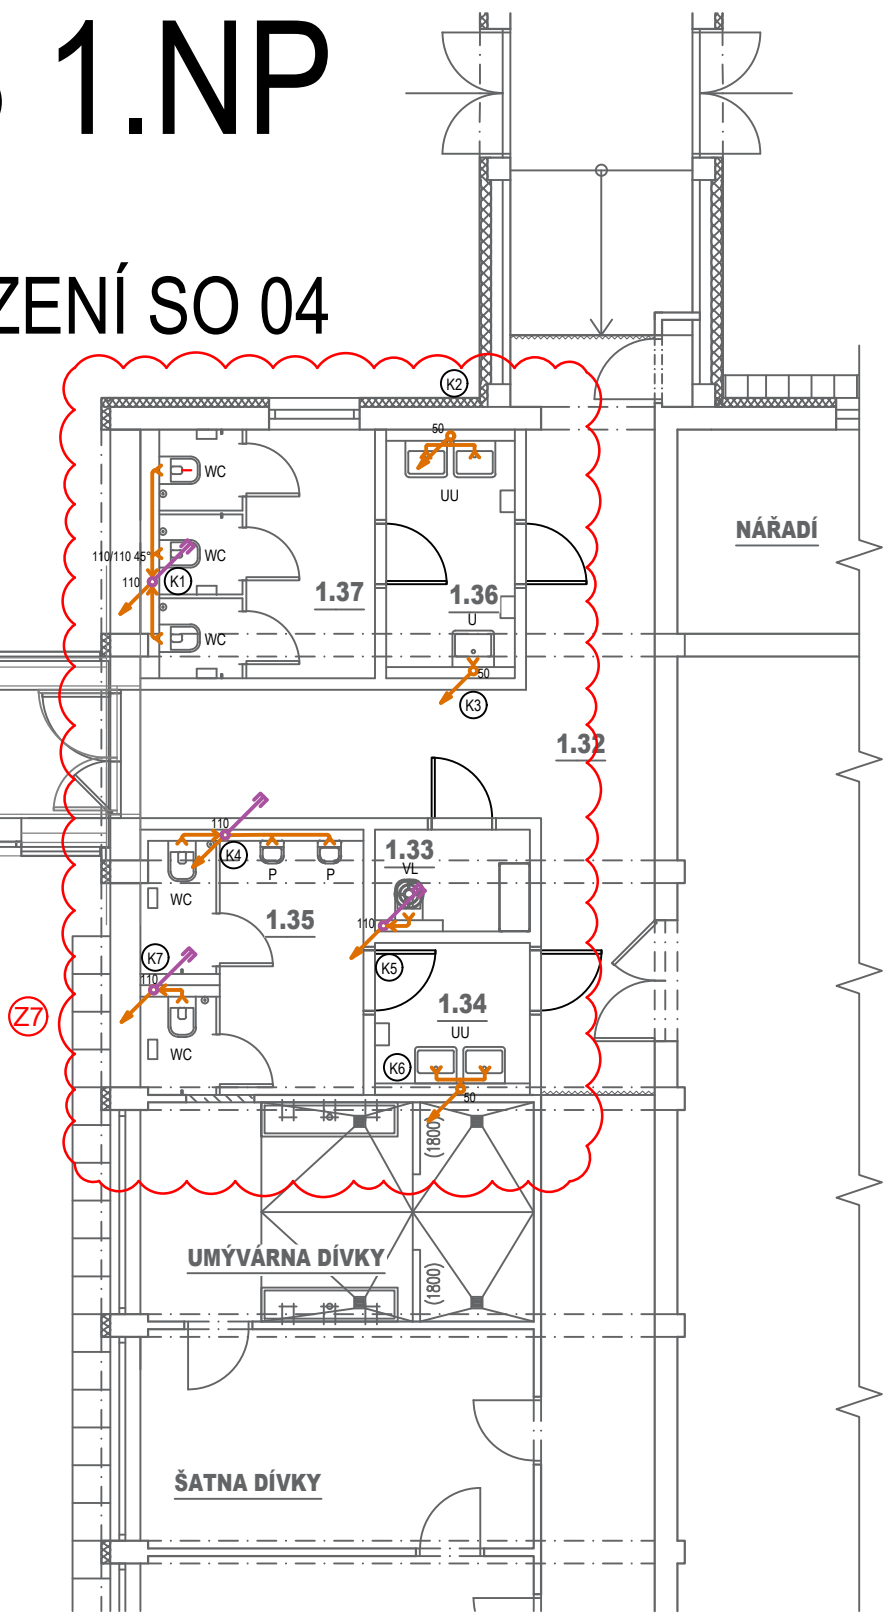 1.NP
ZENÍ SO 04
K2
50
WC
UU
NÁŘADÍ
110/110 45°
WC
110
K1
1.37
1.36
U
WC
50
K3
1.32
110
K4
1.33
VL
P
P
WC
1.35
110
K7
K5
110
1.34
Z7
UU
WC
K6
50
(1800)
UMÝVÁRNA DÍVKY
(1800)
ŠATNA DÍVKY